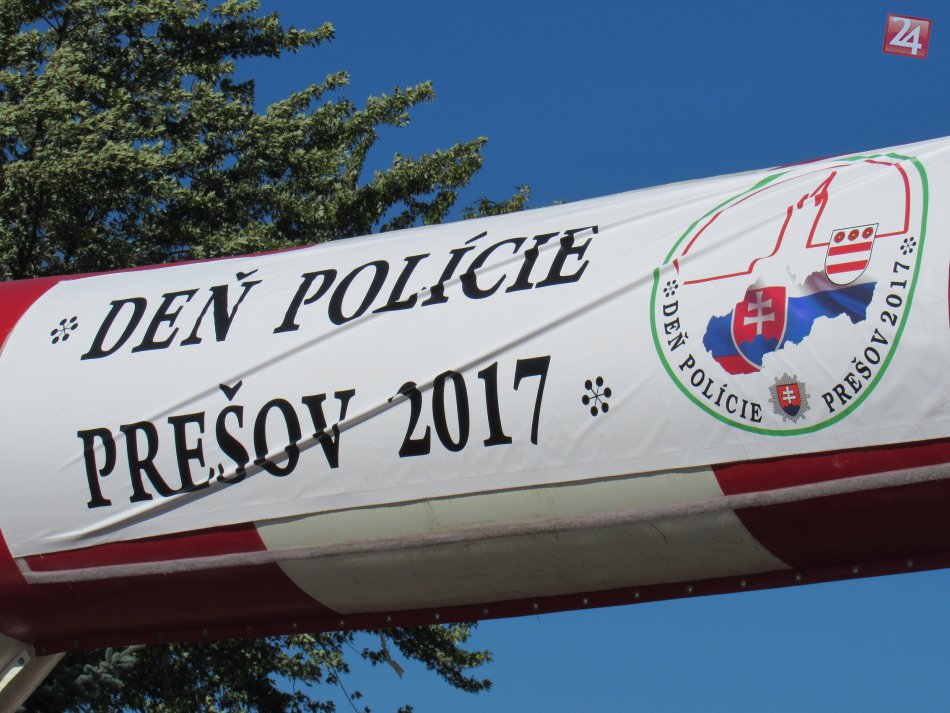 24
* DEŇ POLÍCIE
PREŠOV 2017 *
* DEŇ POLÍCIE PREŠOV 2017 *